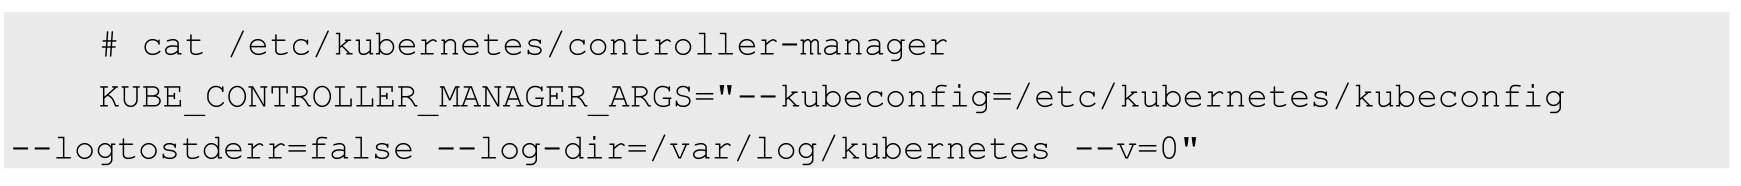 # cat /etc/kubernetes/controller-manager
KUBE_CONTROLLER_MANAGER_ARGS="--kubeconfig=/etc/kubernetes/kubeconfig
--logtostderr=false --log-dir=/var/log/kubernetes --v=0"